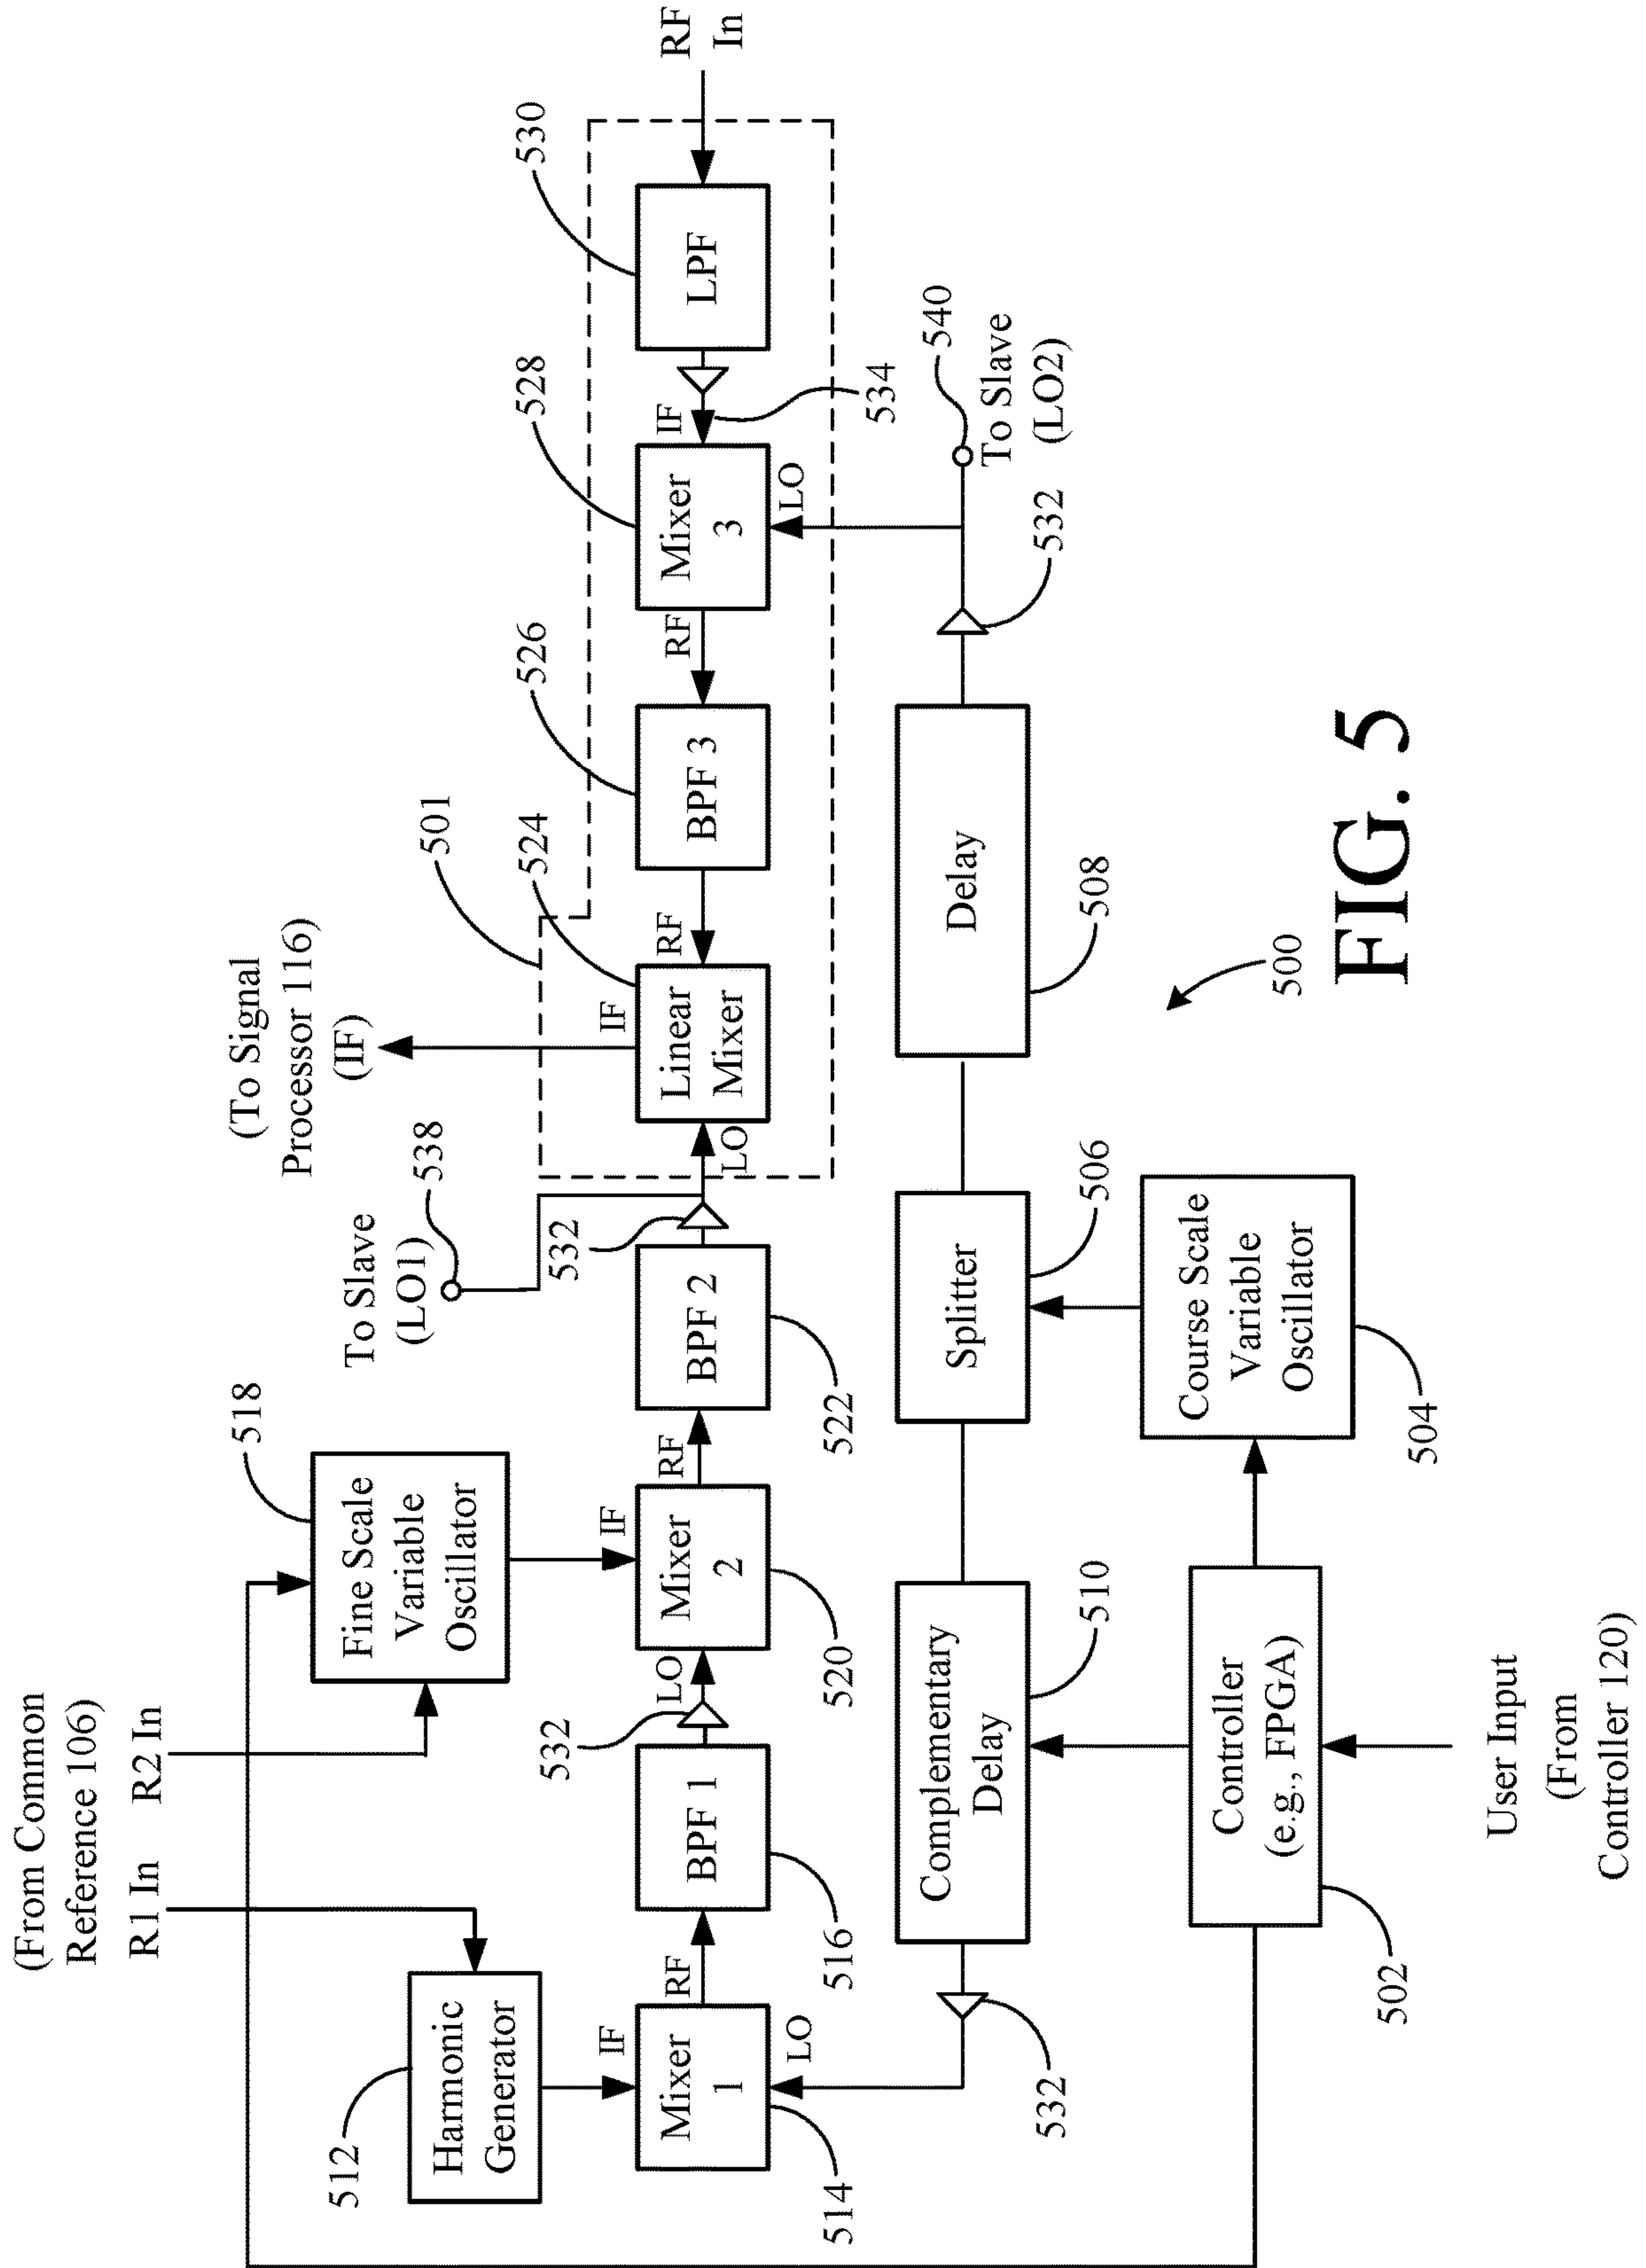 (From Common
Reference 106)
R1 In
R2 In
512
Harmonic
Generator
518
Fine Scale
Variable
Oscillator
To Slave
(LO1)
538
(To Signal
Processor 116)
(IF)
501
524
526
528
530
IF
Mixer
1
LO
514
RF
BPF 1
516
532
LO
IF
Mixer
2
520
RF
BPF 2
522
532
LO
IF
Linear
Mixer
RF
BPF 3
RF
Mixer
3
LO
IF
534
LPF
RF
In
532
Complementary
Delay
510
Splitter
506
Delay
508
532
540
To Slave
(LO2)
502
Controller
(e.g., FPGA)
Course Scale
Variable
Oscillator
504
User Input
(From
Controller 120)
500
FIG. 5